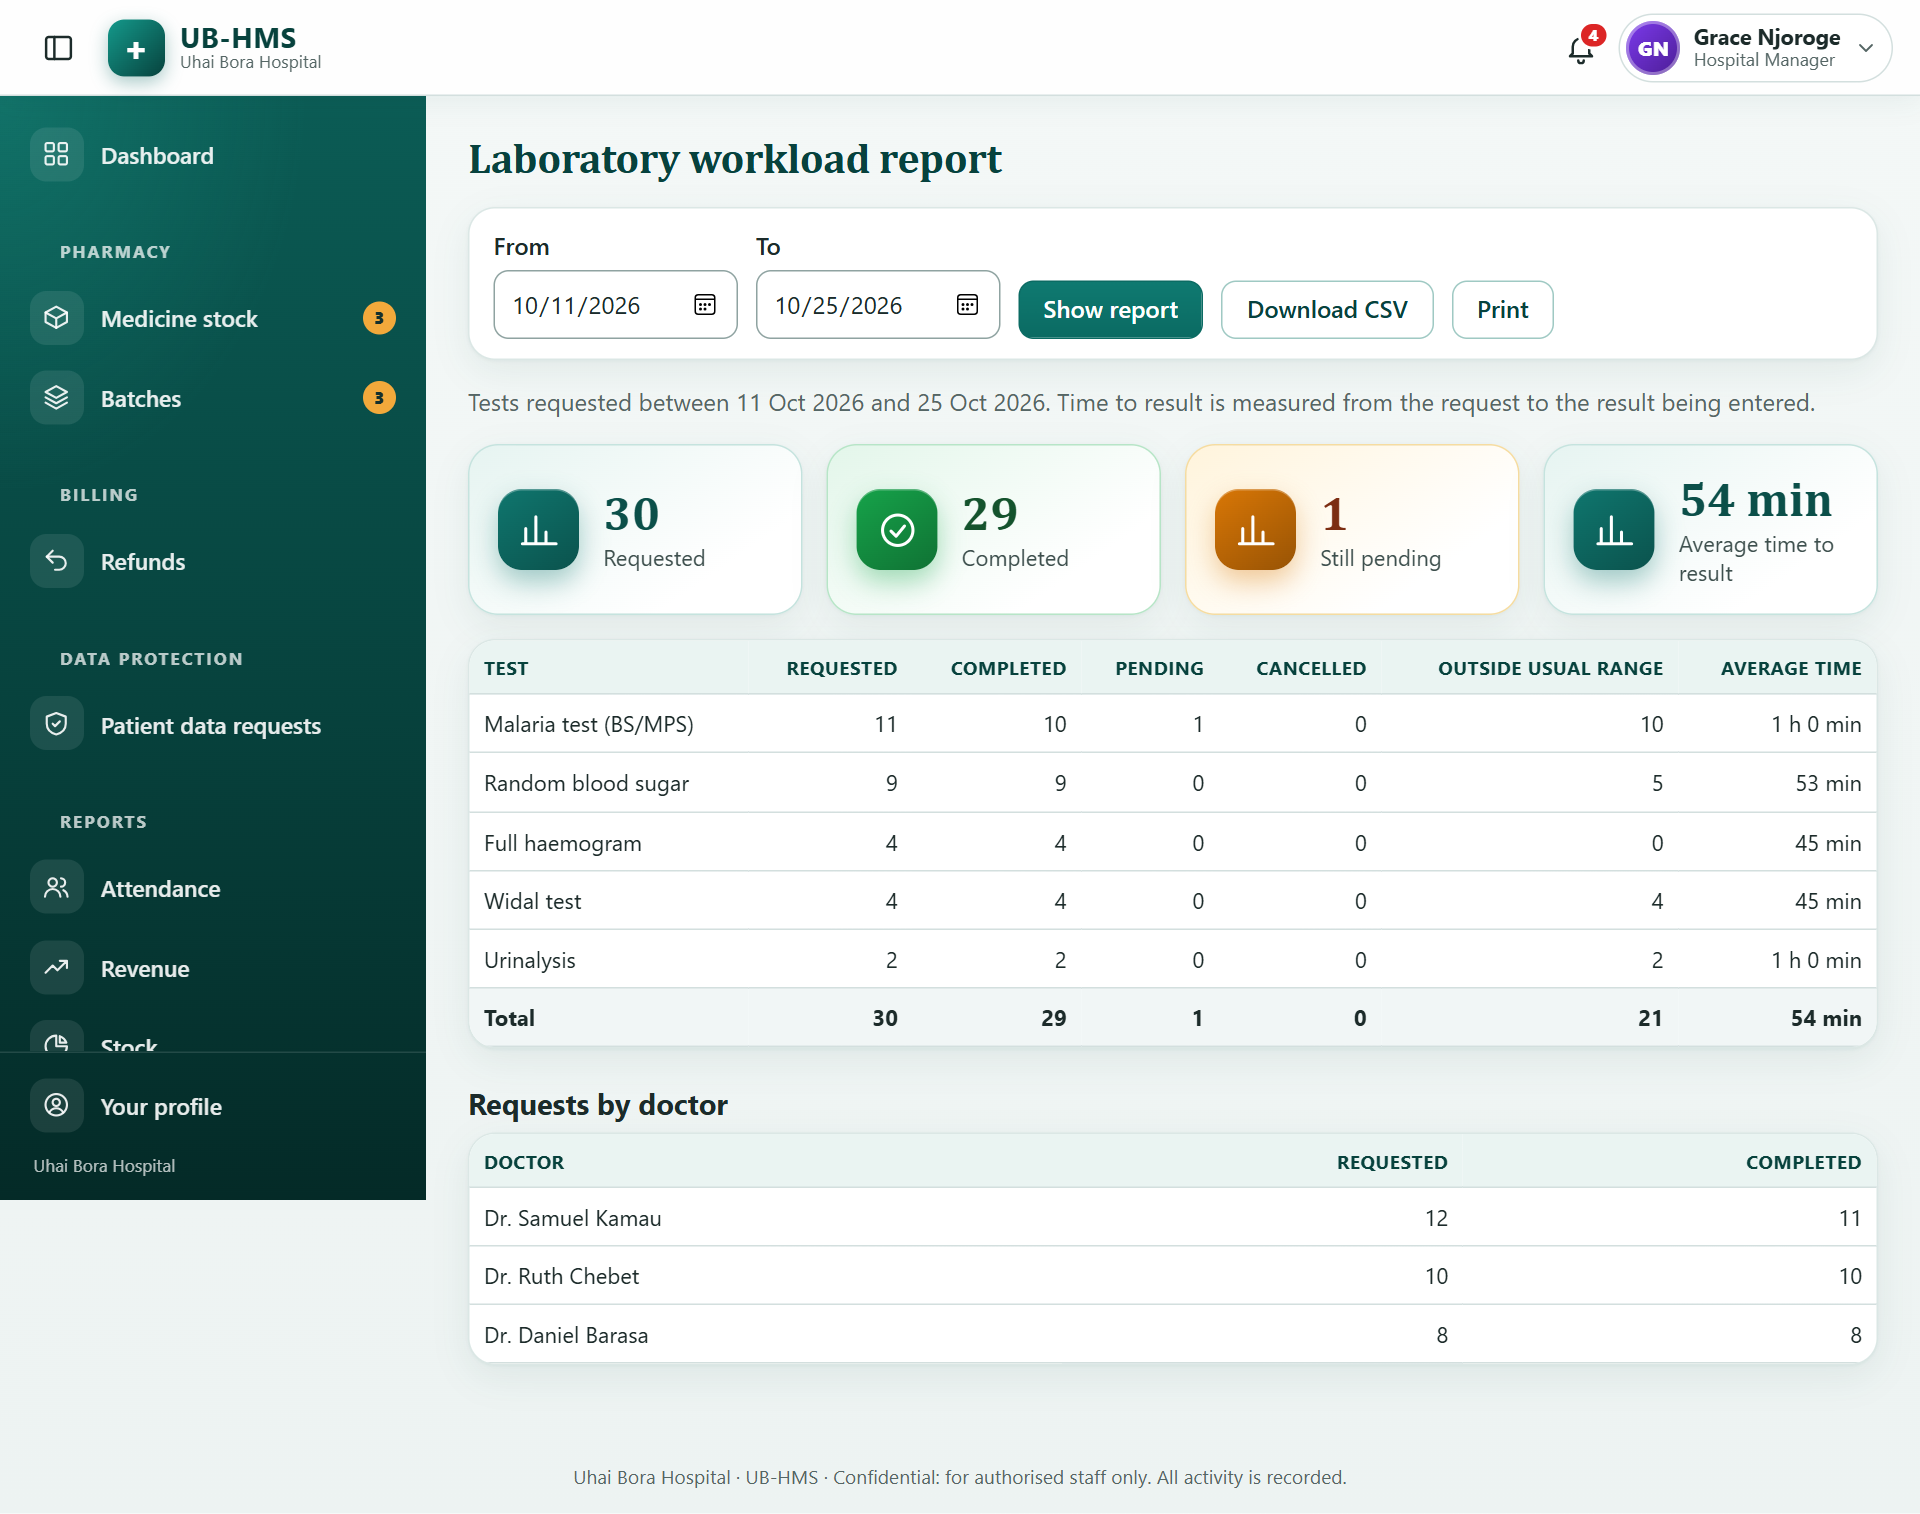 UB-HMS
Uhai Bora Hospital
4
GN
Grace Njoroge
Hospital Manager
Dashboard
PHARMACY
Medicine stock 3
Batches 3
BILLING
Refunds
DATA PROTECTION
Patient data requests
REPORTS
Attendance
Revenue
Stock
Your profile
Uhai Bora Hospital
Laboratory workload report
From To
10/11/2026 10/25/2026 Show report Download CSV Print
Tests requested between 11 Oct 2026 and 25 Oct 2026. Time to result is measured from the request to the result being entered.
30
Requested
29
Completed
1
Still pending
54 min
Average time to
result
TEST REQUESTED COMPLETED PENDING CANCELLED OUTSIDE USUAL RANGE AVERAGE TIME
Malaria test (BS/MPS) 11 10 1 0 10 1 h 0 min
Random blood sugar 9 9 0 0 5 53 min
Full haemogram 4 4 0 0 0 45 min
Widal test 4 4 0 0 4 45 min
Urinalysis 2 2 0 0 2 1 h 0 min
Total 30 29 1 0 21 54 min
Requests by doctor
DOCTOR REQUESTED COMPLETED
Dr. Samuel Kamau 12 11
Dr. Ruth Chebet 10 10
Dr. Daniel Barasa 8 8
Uhai Bora Hospital · UB-HMS · Confidential: for authorised staff only. All activity is recorded.